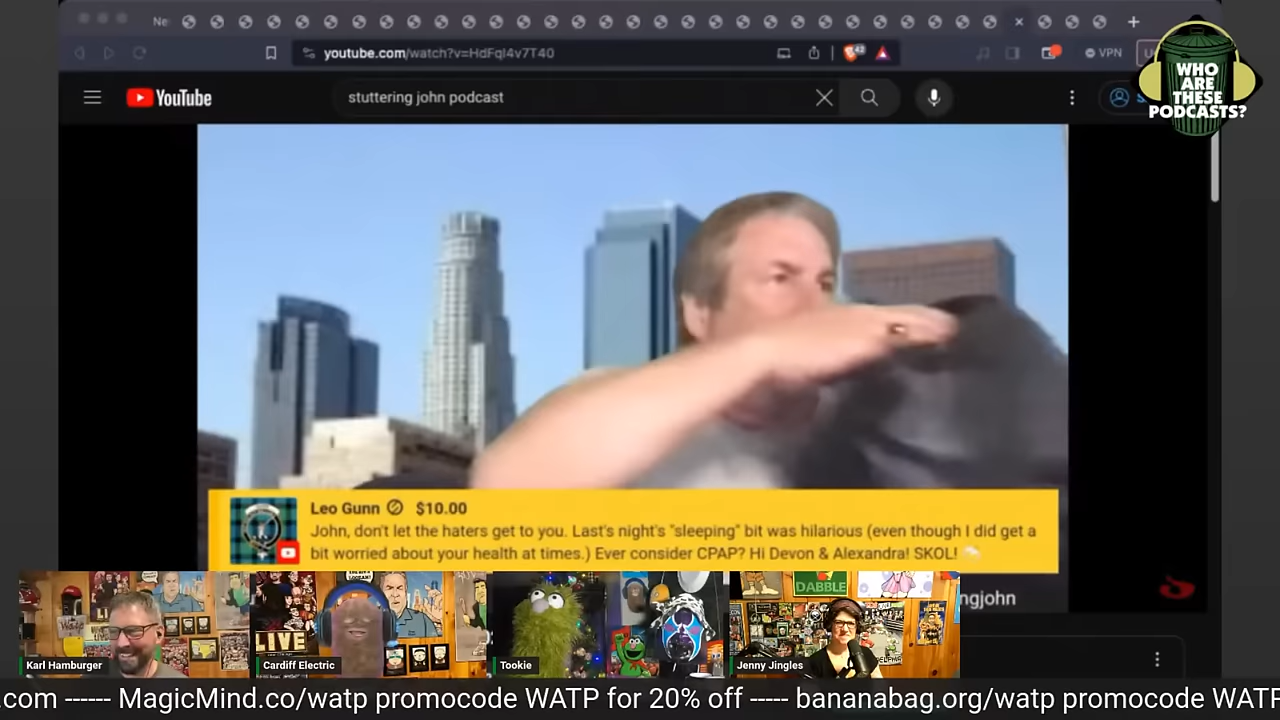 Ne
youtube.com/watch?v=HdFqI4v7T40
43
VPN
WHO
ARE
THESE
PODCASTS?
YouTube
stuttering john podcast
Leo Gunn $10.00
John, don't let the haters get to you. Last's night's "sleeping" bit was hilarious (even though I did get a
bit worried about your health at times.) Ever consider CPAP? Hi Devon & Alexandra! SKOL!
ngjohn
DABBLE
LIVE
Karl Hamburger
Cardiff Electric
Tookie
Jenny Jingles
.com ------ MagicMind.co/watp promocode WATP for 20% off ----- bananabag.org/watp promocode WATP